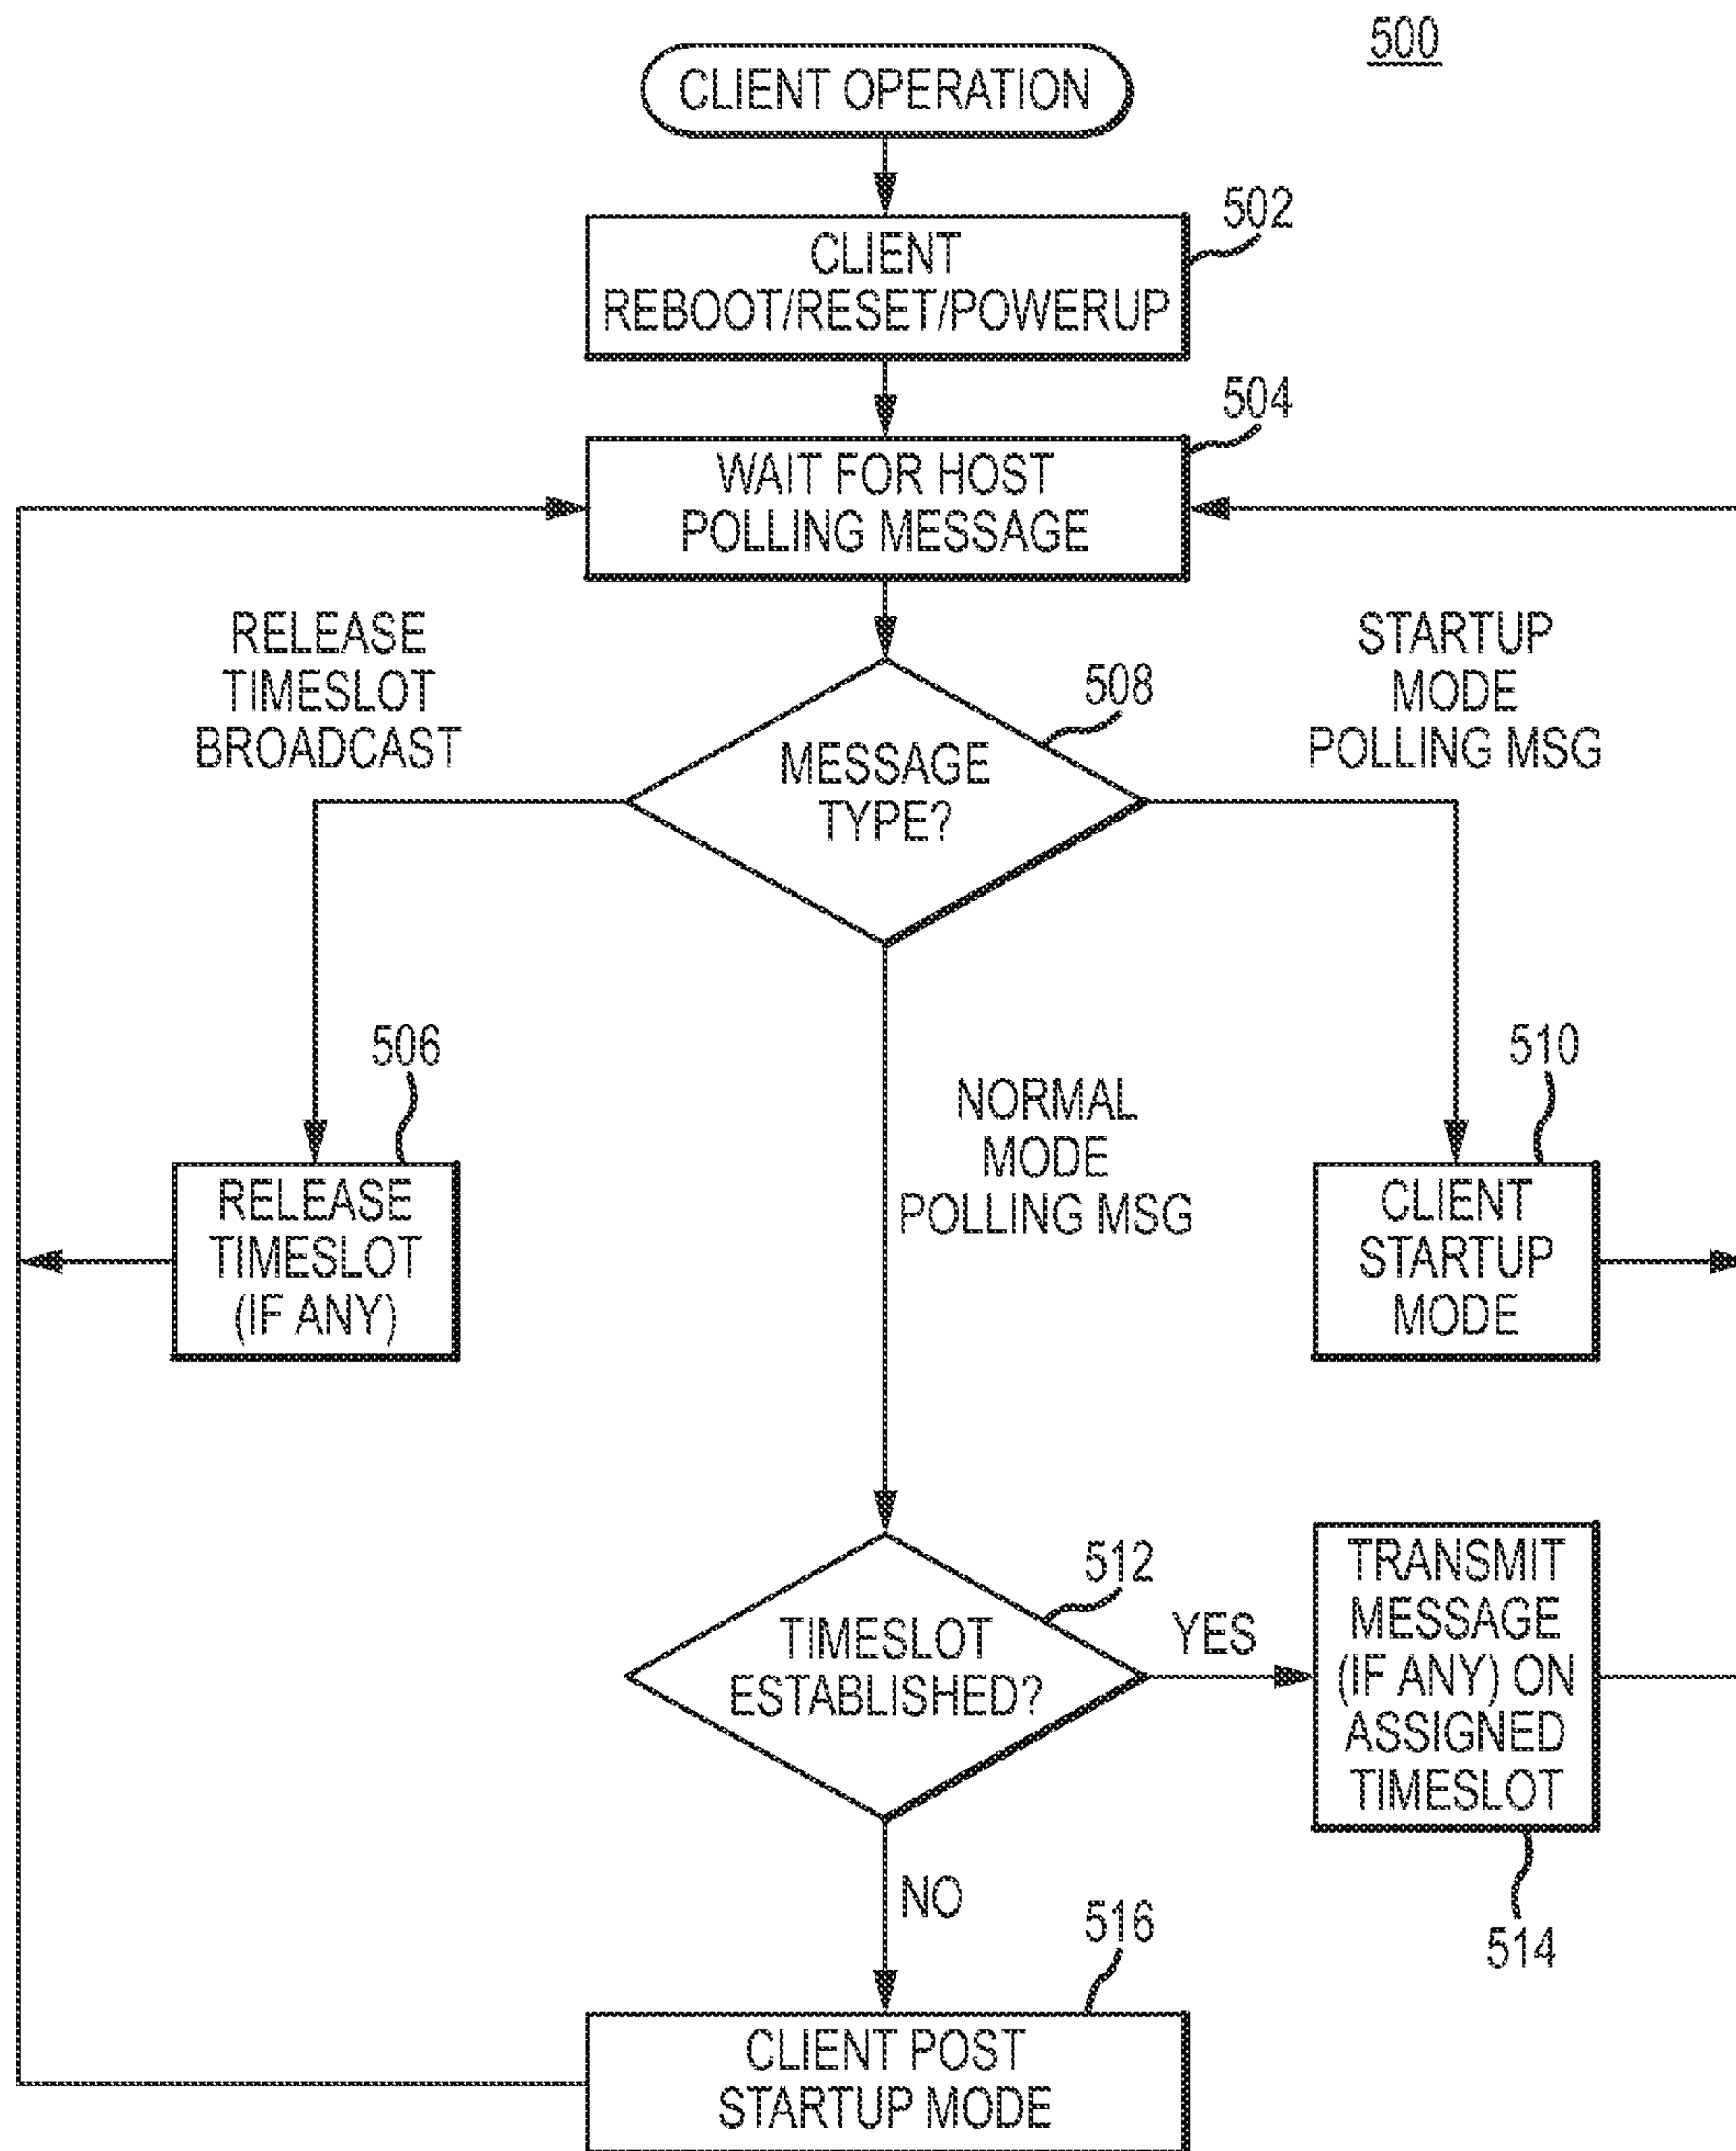 500
CLIENT OPERATION
502
CLIENT
REBOOT/RESET/POWERUP
504
WAIT FOR HOST
POLLING MESSAGE
RELEASE
TIMESLOT
BROADCAST
508
MESSAGE
TYPE?
STARTUP
MODE
POLLING MSG
506
RELEASE
TIMESLOT
(IF ANY)
NORMAL
MODE
POLLING MSG
510
CLIENT
STARTUP
MODE
512
TIMESLOT
ESTABLISHED?
YES
TRANSMIT
MESSAGE
(IF ANY) ON
ASSIGNED
TIMESLOT
514
NO
516
CLIENT POST
STARTUP MODE